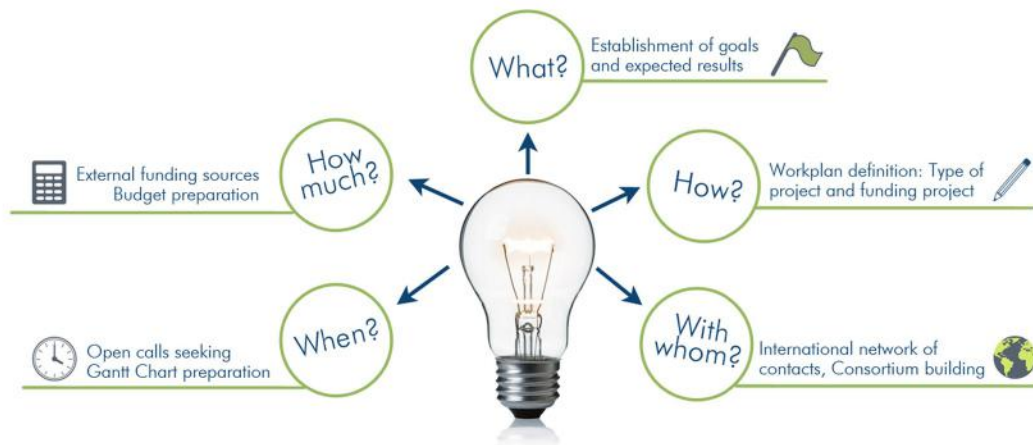 What?
Establishment of goals
and expected results
How
much?
External funding sources
Budget preparation
How?
Workplan definition: Type of
project and funding project
When?
Open calls seeking
Gantt Chart preparation
With
whom?
International network of
contacts, Consortium building